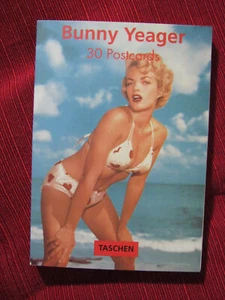 Bunny Yeager
30 Postcards
TASCHEN